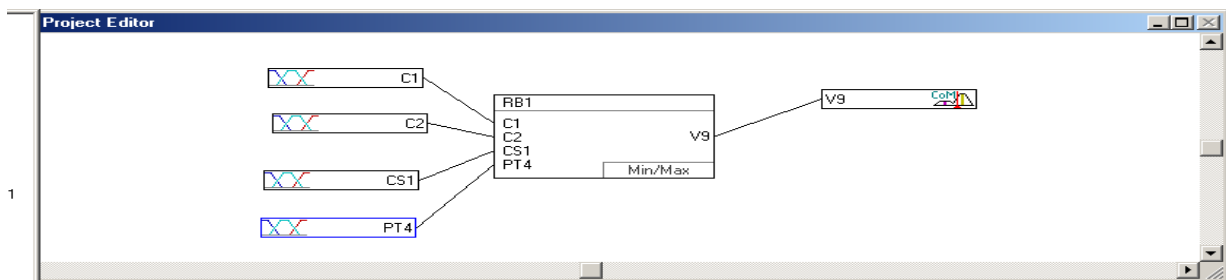 Project Editor
C1
C2
CS1
PT4
RB1
C1
C2
CS1
PT4
V9
Min/Max
V9 CoM
1